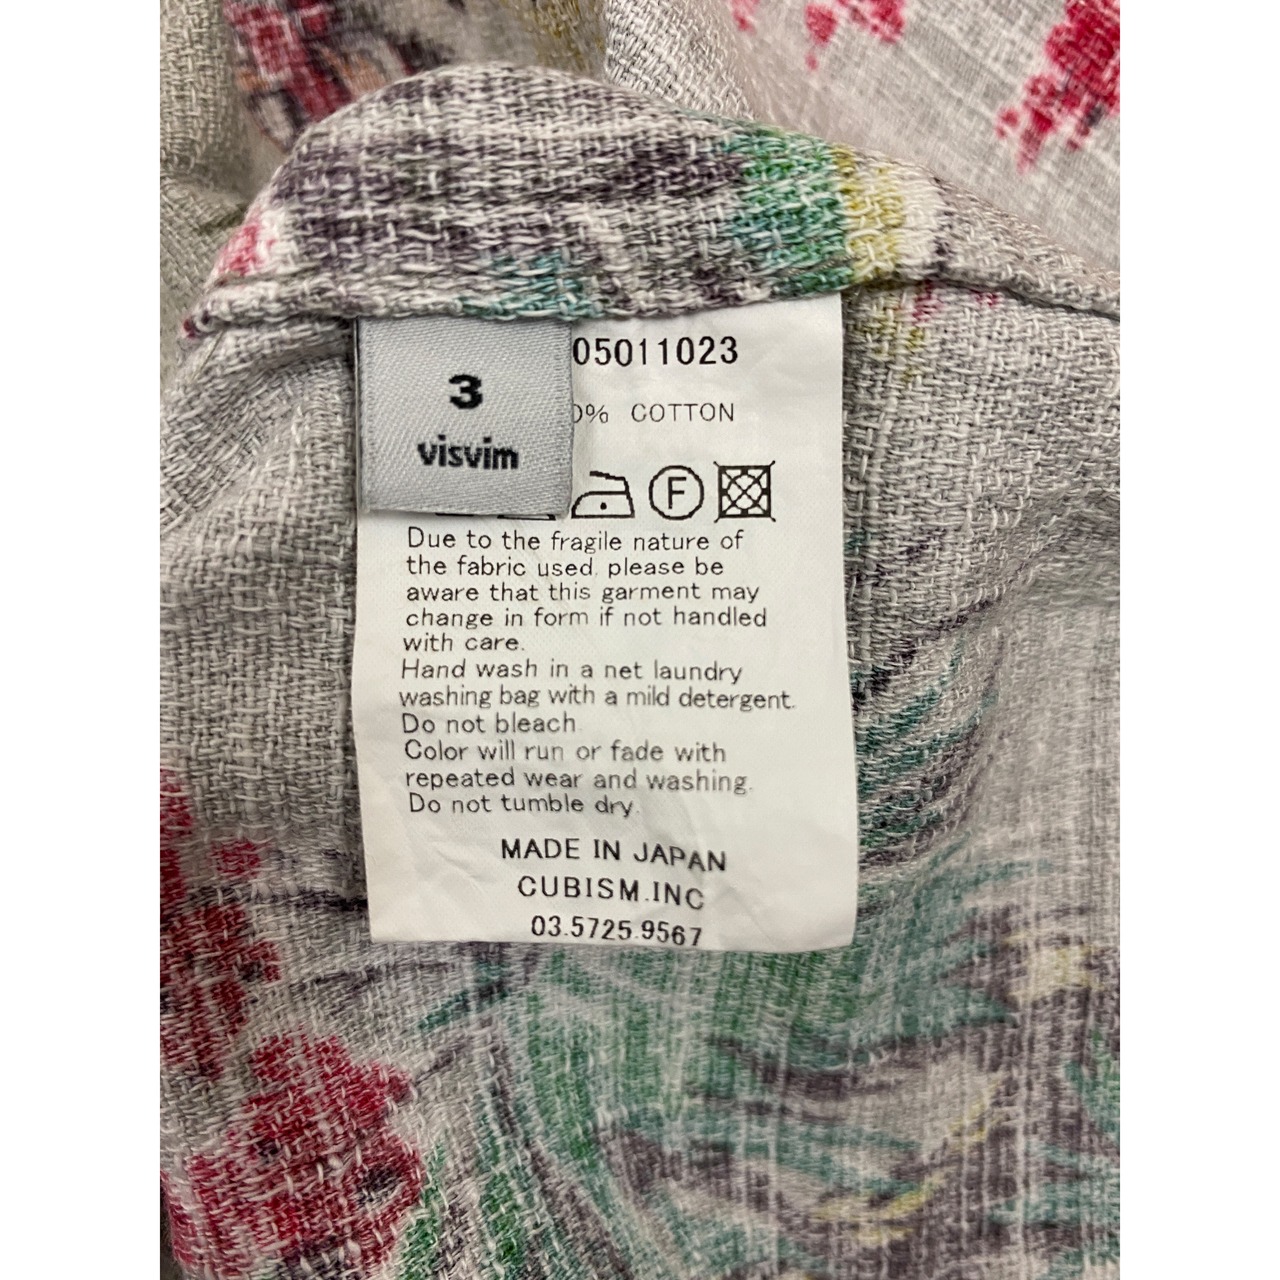 05011023
3
% COTTON
visvim
F
Due to the fragile nature of
the fabric used, please be
aware that this garment may
change in form if not handled
with care.
Hand wash in a net laundry
washing bag with a mild detergent.
Do not bleach
Color will run or fade with
repeated wear and washing.
Do not tumble dry.
MADE IN JAPAN
CUBISM.INC
03.5725.9567